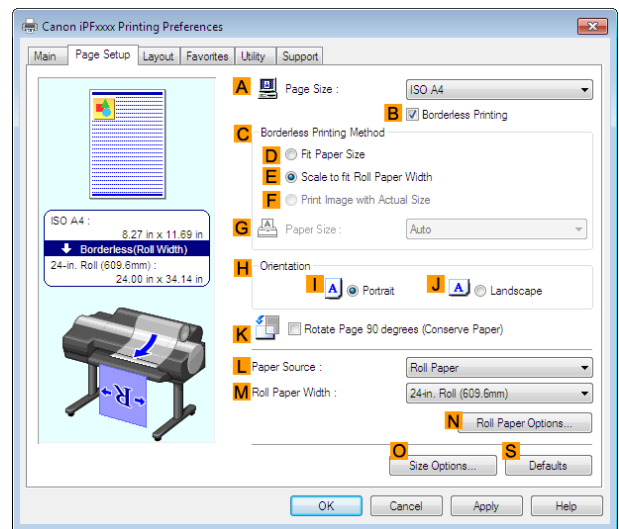 Canon iPFxxxx Printing Preferences
Main Page Setup Layout Favorites Utility Support
A Page Size : ISO A4
B Borderless Printing
C Borderless Printing Method
D Fit Paper Size
E Scale to fit Roll Paper Width
F Print Image with Actual Size
G Paper Size : Auto
ISO A4 :
8.27 in x 11.69 in
Borderless(Roll Width)
24-in. Roll (609.6mm) :
24.00 in x 34.14 in
H Orientation
I A Portrait J A Landscape
K Rotate Page 90 degrees (Conserve Paper)
R
L Paper Source : Roll Paper
M Roll Paper Width : 24-in. Roll (609.6mm)
N Roll Paper Options...
O Size Options... S Defaults
OK Cancel Apply Help